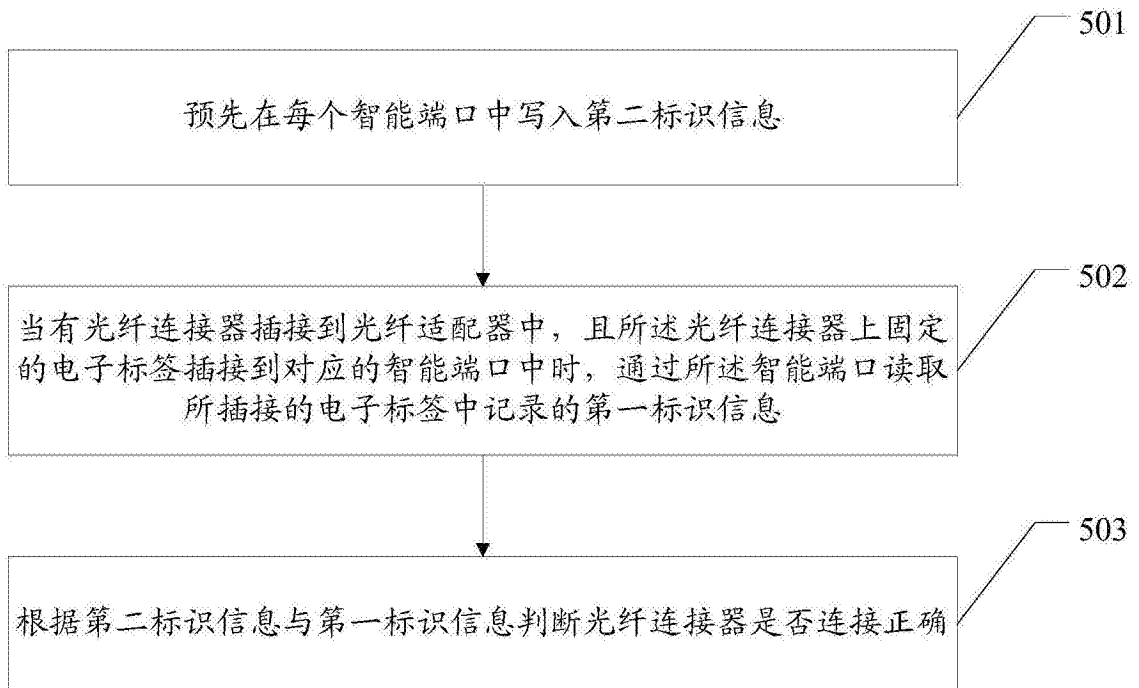 501
预先在每个智能端口中写入第二标识信息
502
当有光纤连接器插接到光纤适配器中，且所述光纤连接器上固定
的电子标签插接到对应的智能端口中时，通过所述智能端口读取
所插接的电子标签中记录的第一标识信息
503
根据第二标识信息与第一标识信息判断光纤连接器是否连接正确